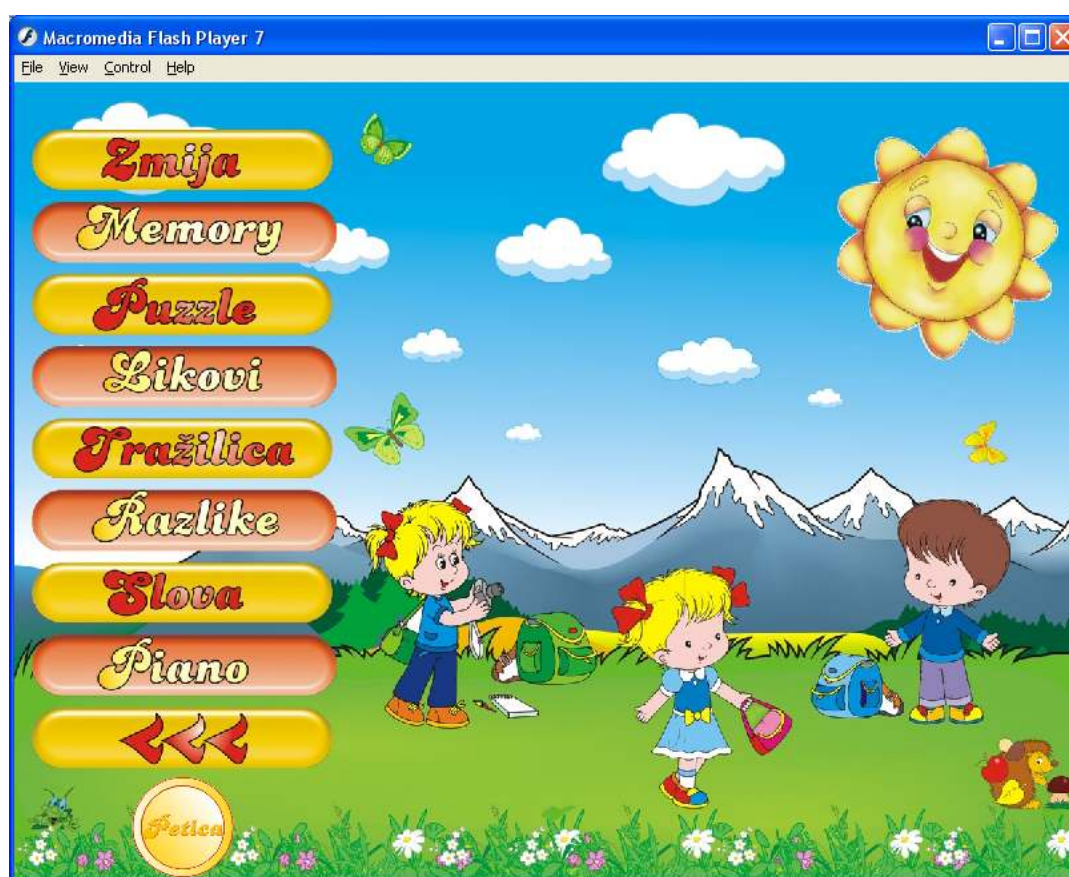 Macromedia Flash Player 7
File View Control Help
Zmija
Memory
Puzzle
Likovi
Tražilica
Razlike
Slova
Piano
Petica